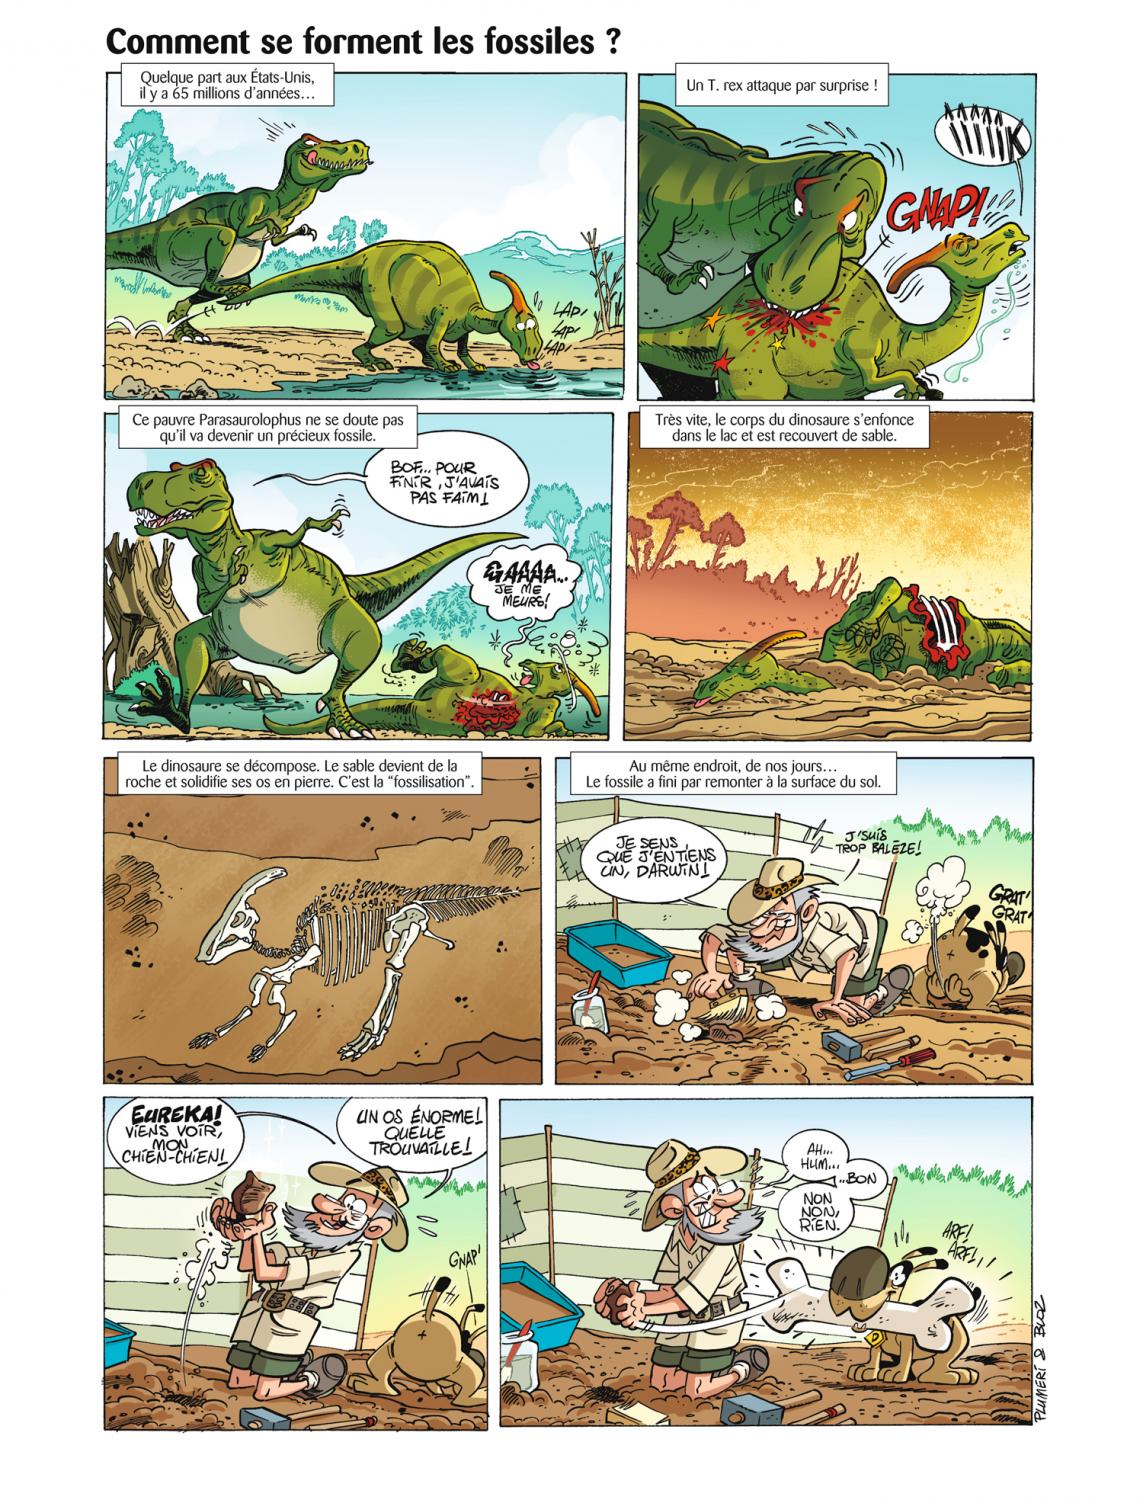 Comment se forment les fossiles ?
Quelque part aux États-Unis,
il y a 65 millions d'années…
LAP!
LAP!
LAP!
Un T. rex attaque par surprise !
AAAAA
IIIIIK
GNAP!
Ce pauvre Parasaurolophus ne se doute pas
qu'il va devenir un précieux fossile.
BOF... POUR
FINIR, J'AVAIS
PAS FAIM!
GAAAA...
JE ME
MEURS!
Très vite, le corps du dinosaure s'enfonce
dans le lac et est recouvert de sable.
Le dinosaure se décompose. Le sable devient de la
roche et solidifie ses os en pierre. C'est la “fossilisation”.
Au même endroit, de nos jours…
Le fossile a fini par remonter à la surface du sol.
JE SENS
QUE J'EN TIENS
UN, DARWIN!
J'SUIS
TROP BALÈZE!
GRAT!
GRAT!
EUREKA!
VIENS VOIR,
MON
CHIEN-CHIEN!
UN OS ÉNORME!
QUELLE
TROUVAILLE!
GNAP!
AH...
HUM...
...BON
NON
NON,
RIEN.
ARF!
ARF!
PLUMERI & BLOZ